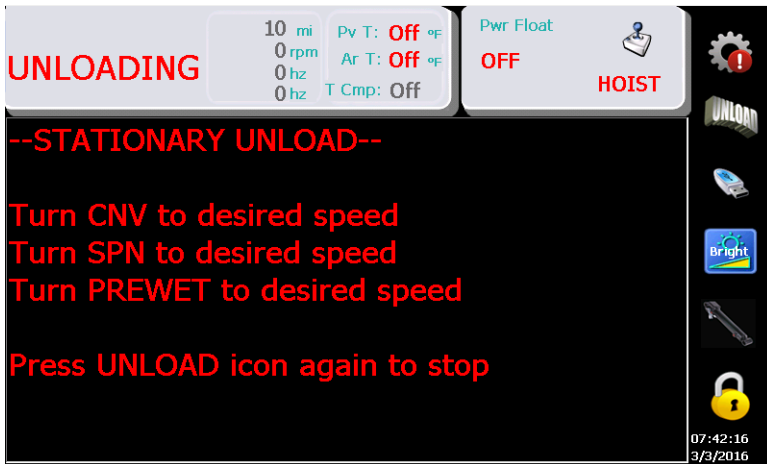 UNLOADING
10 mi
0 rpm
0 hz
0 hz
Pv T: Off °F
Ar T: Off °F
T Cmp: Off
Pwr Float
OFF
HOIST
UNLOAD
Bright
--STATIONARY UNLOAD--
Turn CNV to desired speed
Turn SPN to desired speed
Turn PREWET to desired speed
Press UNLOAD icon again to stop
07:42:16
3/3/2016